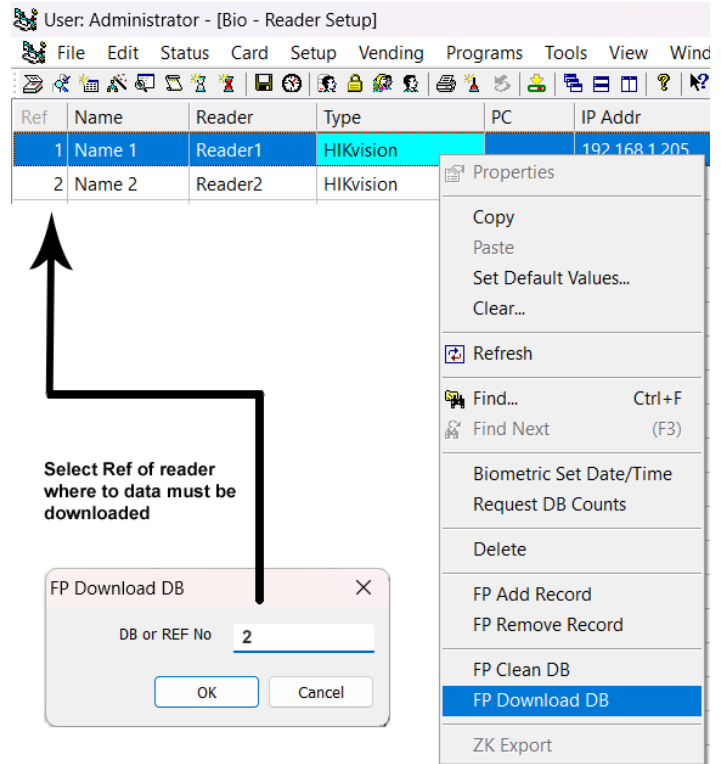 User: Administrator - [Bio - Reader Setup]
File Edit Status Card Setup Vending Programs Tools View Wind
Ref Name Reader Type PC IP Addr
1 Name 1 Reader1 HIKvision 192.168.1.205
2 Name 2 Reader2 HIKvision
Properties
Copy
Paste
Set Default Values...
Clear...
Refresh
Find... Ctrl+F
Find Next (F3)
Biometric Set Date/Time
Request DB Counts
Delete
FP Add Record
FP Remove Record
FP Clean DB
FP Download DB
ZK Export
Select Ref of reader
where to data must be
downloaded
FP Download DB
DB or REF No 2
OK Cancel